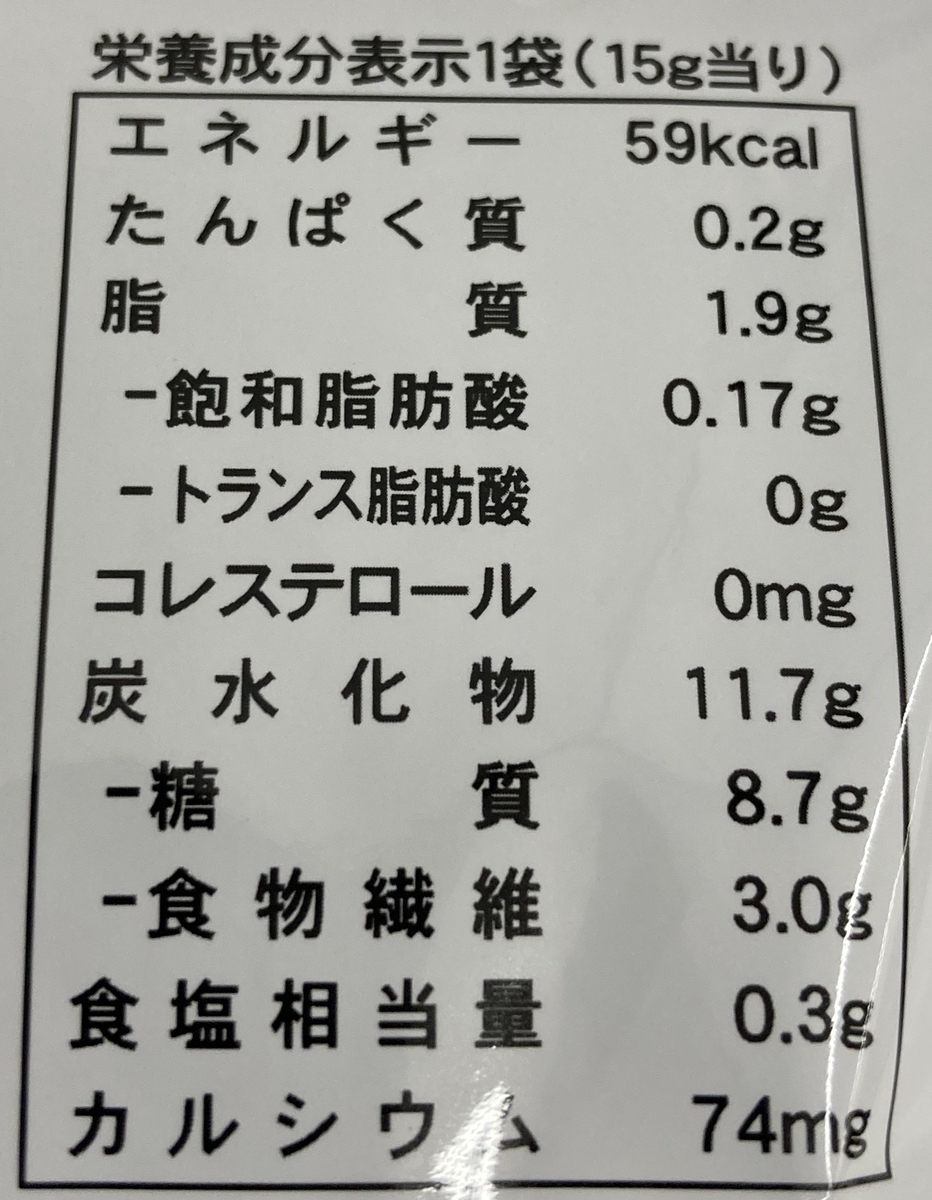 栄養成分表示1袋(15g当り)
エネルギー 59kcal
たんぱく質 0.2g
脂質 1.9g
-飽和脂肪酸 0.17g
-トランス脂肪酸 0g
コレステロール 0mg
炭水化物 11.7g
-糖質 8.7g
-食物繊維 3.0g
食塩相当量 0.3g
カルシウム 74mg